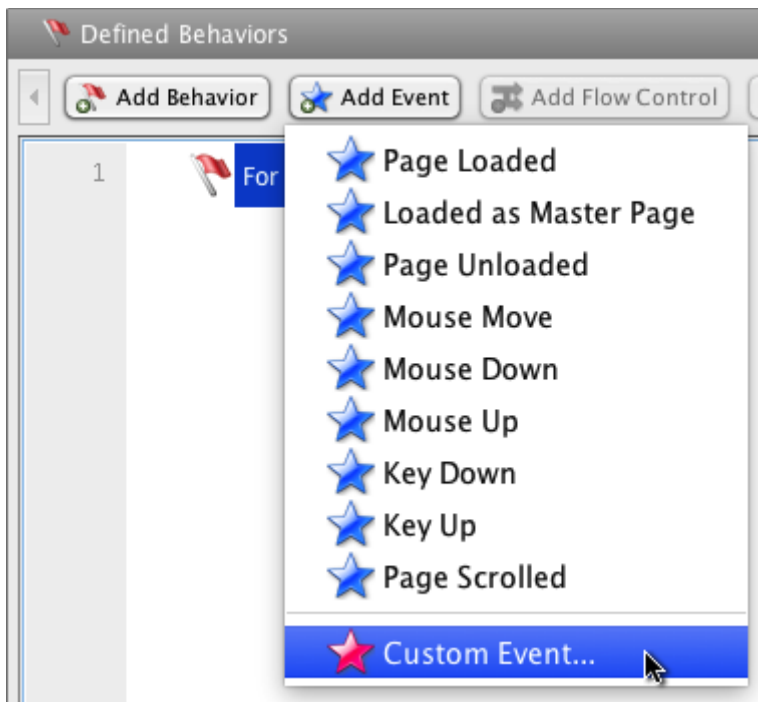 Defined Behaviors
Add Behavior Add Event Add Flow Control
1 For
Page Loaded
Loaded as Master Page
Page Unloaded
Mouse Move
Mouse Down
Mouse Up
Key Down
Key Up
Page Scrolled
Custom Event...